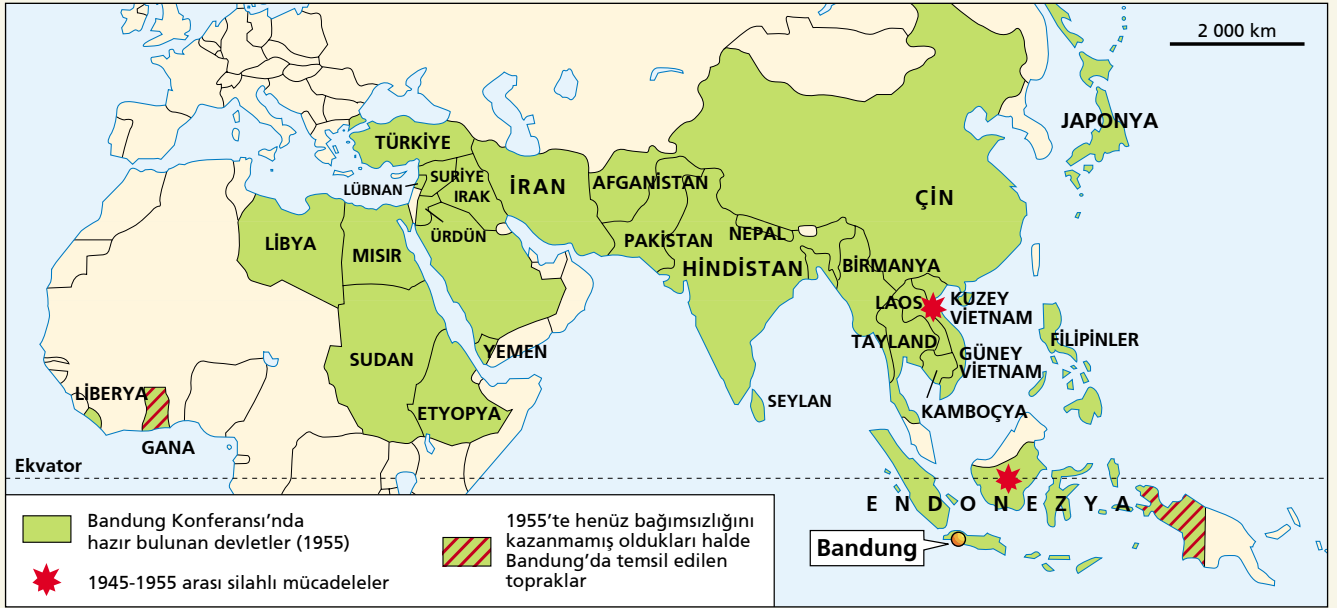 2 000 km
JAPONYA
TÜRKİYE
SURİYE
LÜBNAN
IRAK
İRAN
AFGANİSTAN
ÇİN
ÜRDÜN
LİBYA
MISIR
PAKİSTAN
NEPAL
HİNDİSTAN
BİRMANYA
LAOS
KUZEY
VİETNAM
TAYLAND
GÜNEY
VİETNAM
FİLİPİNLER
SUDAN
YEMEN
LİBERYA
ETYOPYA
SEYLAN
KAMBOÇYA
GANA
Ekvator
ENDONEZYA
Bandung
Bandung Konferansı’nda
hazır bulunan devletler (1955)
1945-1955 arası silahlı mücadeleler
1955’te henüz bağımsızlığını
kazanmamış oldukları halde
Bandung’da temsil edilen
topraklar